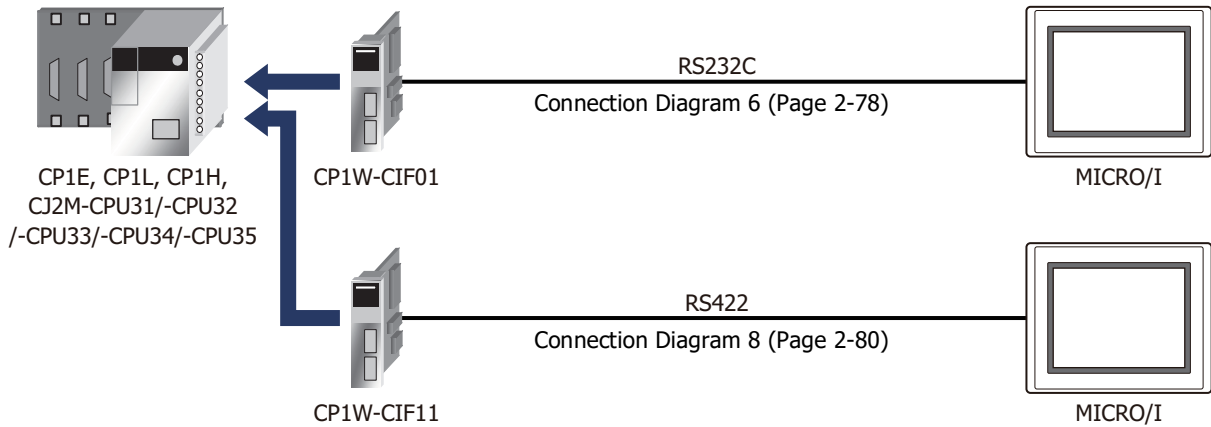 RS232C
Connection Diagram 6 (Page 2-78)
CP1E, CP1L, CP1H,
CJ2M-CPU31/-CPU32
/-CPU33/-CPU34/-CPU35
CP1W-CIF01
MICRO/I
RS422
Connection Diagram 8 (Page 2-80)
CP1W-CIF11
MICRO/I